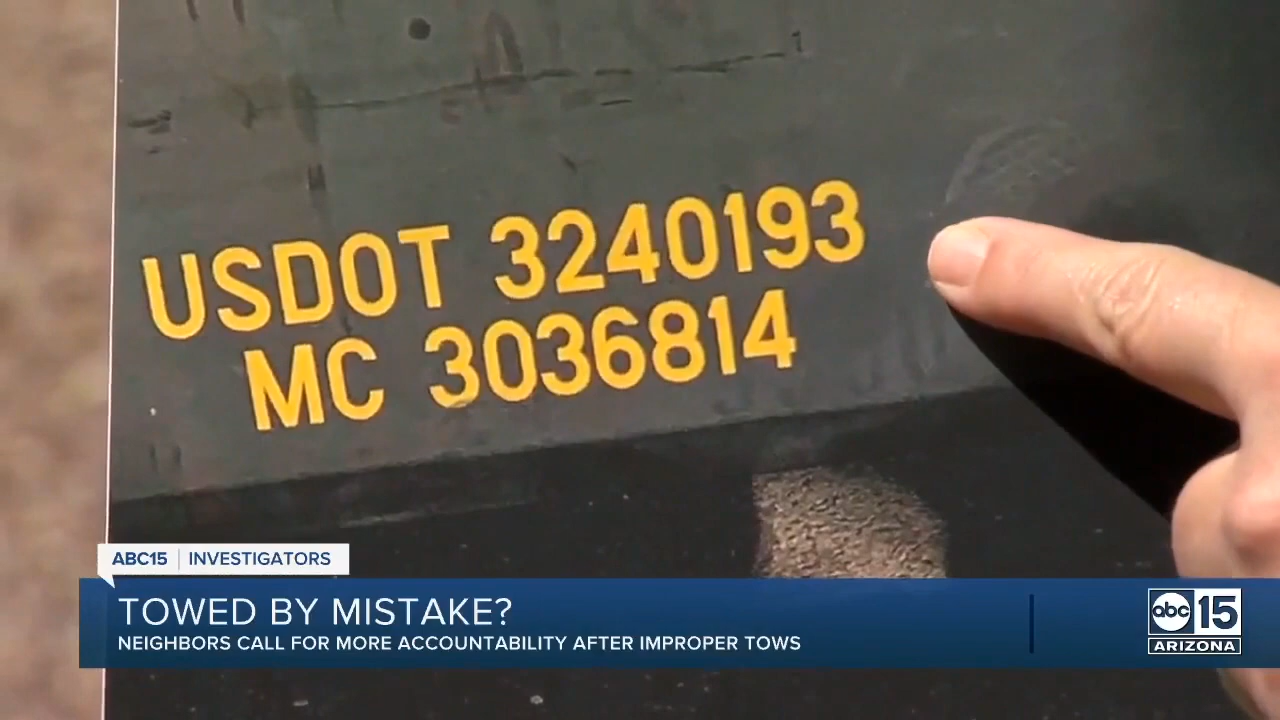 USDOT 3240193
MC 3036814
ABC15 INVESTIGATORS
TOWED BY MISTAKE?
NEIGHBORS CALL FOR MORE ACCOUNTABILITY AFTER IMPROPER TOWS
abc 15
ARIZONA